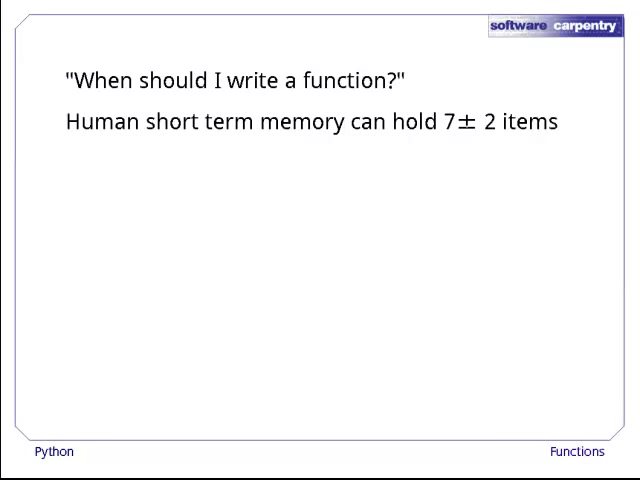 software carpentry
"When should I write a function?"
Human short term memory can hold 7± 2 items
Python
Functions